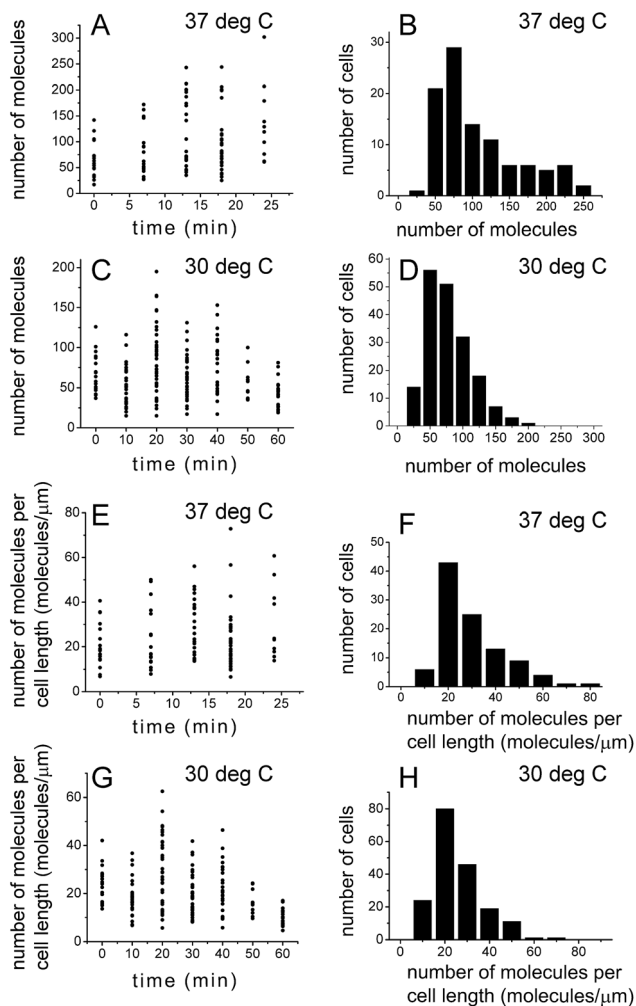 A 37 deg C
number of molecules
300
250
200
150
100
50
0
0 5 10 15 20 25
time (min)
B 37 deg C
number of cells
30
20
10
0
0 50 100 150 200 250
number of molecules
C 30 deg C
number of molecules
200
150
100
50
0
0 10 20 30 40 50 60
time (min)
D 30 deg C
number of cells
60
50
40
30
20
10
0
0 50 100 150 200 250 300
number of molecules
E 37 deg C
number of molecules per
cell length (molecules/μm)
80
60
40
20
0
0 5 10 15 20 25
time (min)
F 37 deg C
number of cells
50
40
30
20
10
0
0 20 40 60 80
number of molecules per
cell length (molecules/μm)
G 30 deg C
number of molecules per
cell length (molecules/μm)
60
40
20
0
0 10 20 30 40 50 60
time (min)
H 30 deg C
number of cells
80
60
40
20
0
0 20 40 60 80
number of molecules per
cell length (molecules/μm)